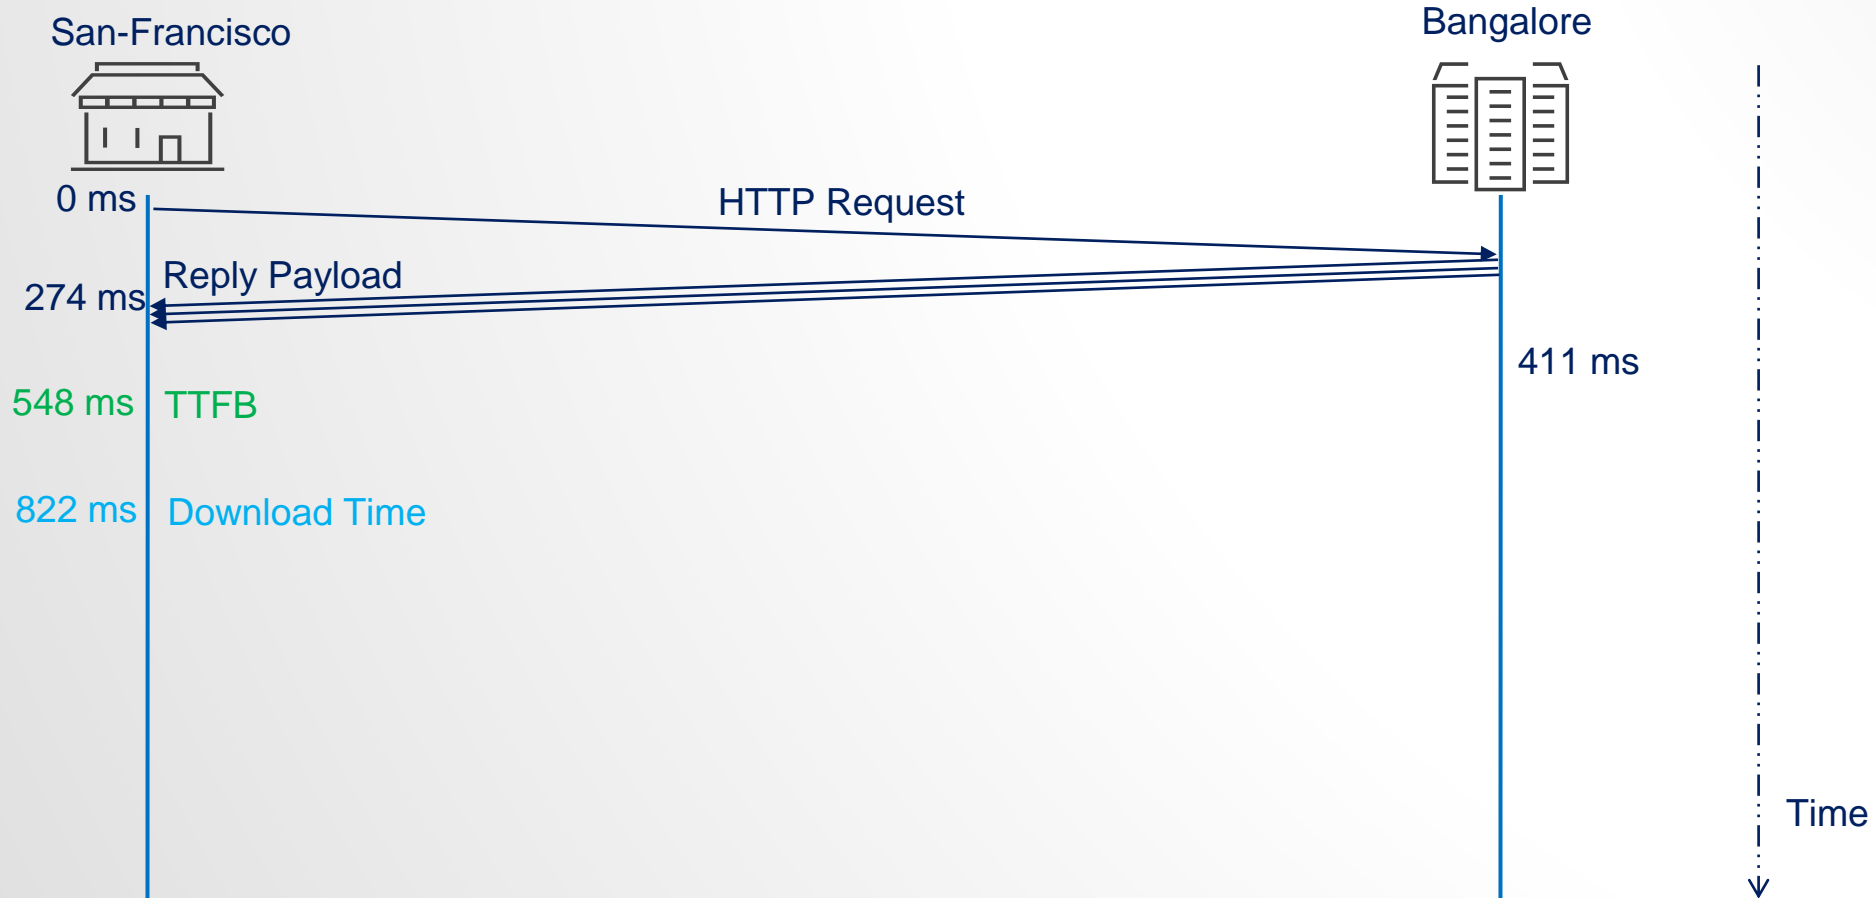 San-Francisco
Bangalore
0 ms
HTTP Request
Reply Payload
274 ms
411 ms
548 ms
TTFB
822 ms
Download Time
Time